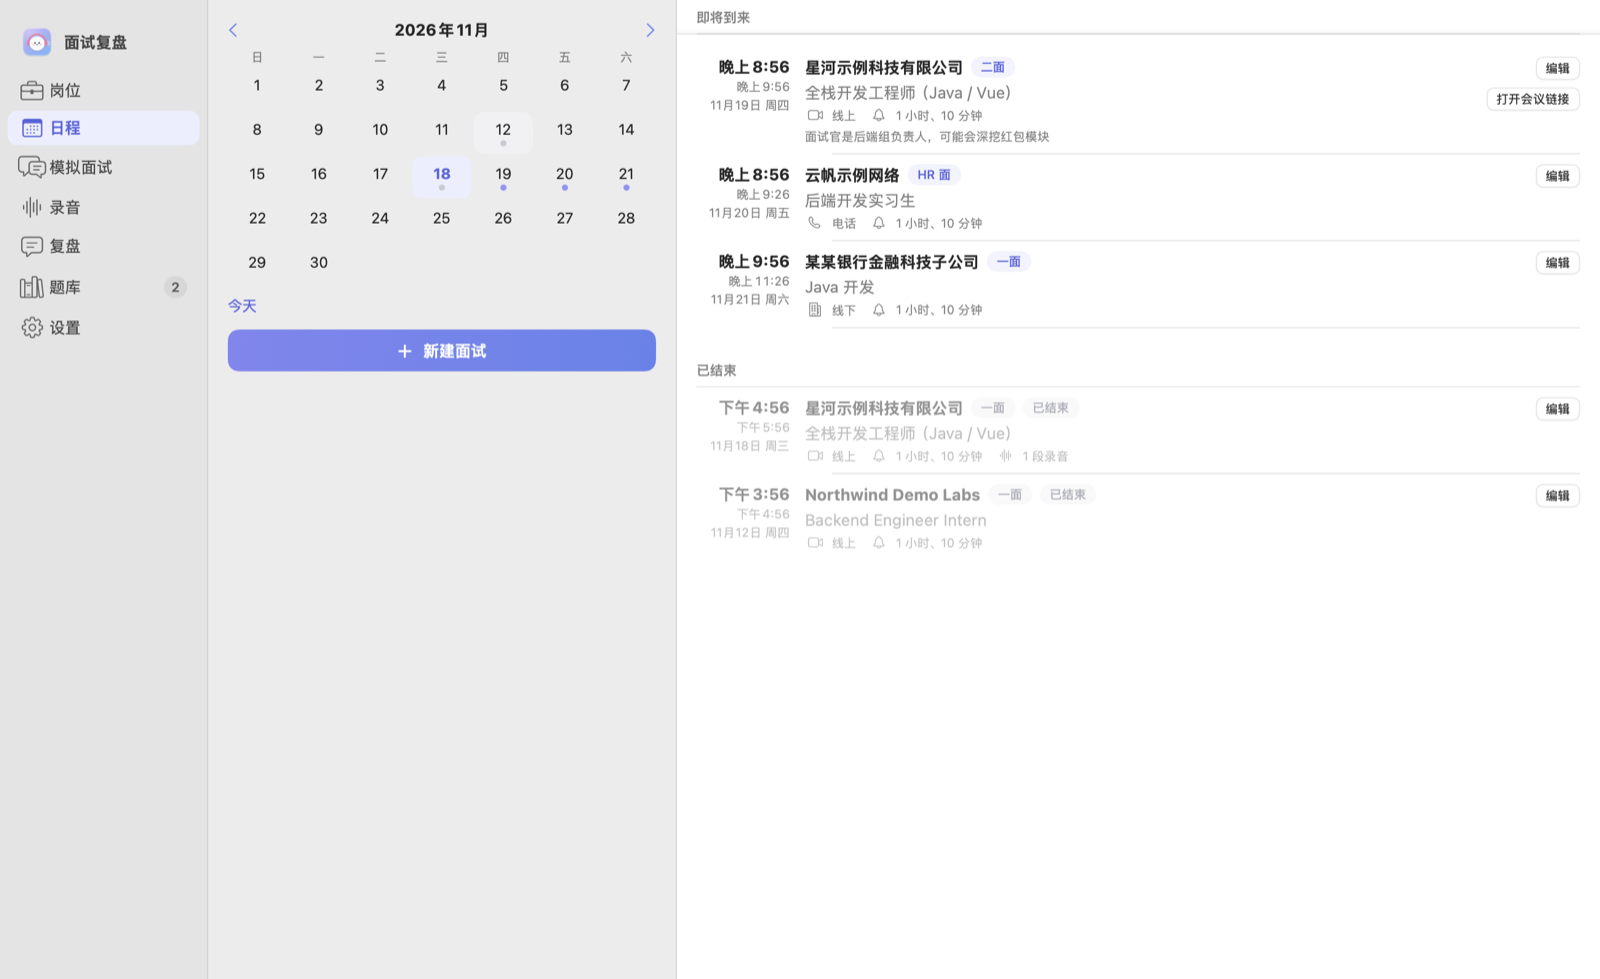 面试复盘
岗位
日程
模拟面试
录音
复盘
题库 2
设置
2026年11月
日 一 二 三 四 五 六
1 2 3 4 5 6 7
8 9 10 11 12 13 14
15 16 17 18 19 20 21
22 23 24 25 26 27 28
29 30
今天
新建面试
即将到来
晚上8:56 星河示例科技有限公司 二面 编辑
晚上9:56 全栈开发工程师（Java / Vue） 打开会议链接
11月19日 周四 线上 1 小时、10 分钟
面试官是后端组负责人，可能会深挖红包模块
晚上8:56 云帆示例网络 HR 面 编辑
晚上9:26 后端开发实习生
11月20日 周五 电话 1 小时、10 分钟
晚上9:56 某某银行金融科技子公司 一面 编辑
晚上11:26 Java 开发
11月21日 周六 线下 1 小时、10 分钟
已结束
下午4:56 星河示例科技有限公司 一面 已结束 编辑
下午5:56 全栈开发工程师（Java / Vue）
11月18日 周三 线上 1 小时、10 分钟 1 段录音
下午3:56 Northwind Demo Labs 一面 已结束 编辑
下午4:56 Backend Engineer Intern
11月12日 周四 线上 1 小时、10 分钟